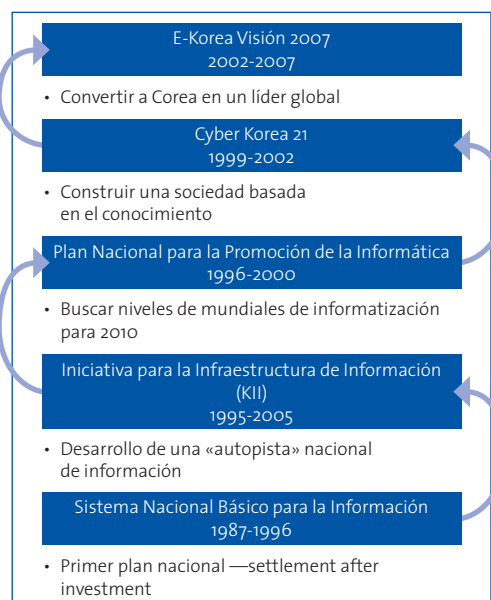 E-Korea Visión 2007
2002-2007
• Convertir a Corea en un líder global
Cyber Korea 21
1999-2002
• Construir una sociedad basada
en el conocimiento
Plan Nacional para la Promoción de la Informática
1996-2000
• Buscar niveles de mundiales de informatización
para 2010
Iniciativa para la Infraestructura de Información
(KII)
1995-2005
• Desarrollo de una «autopista» nacional
de información
Sistema Nacional Básico para la Información
1987-1996
• Primer plan nacional —settlement after
investment